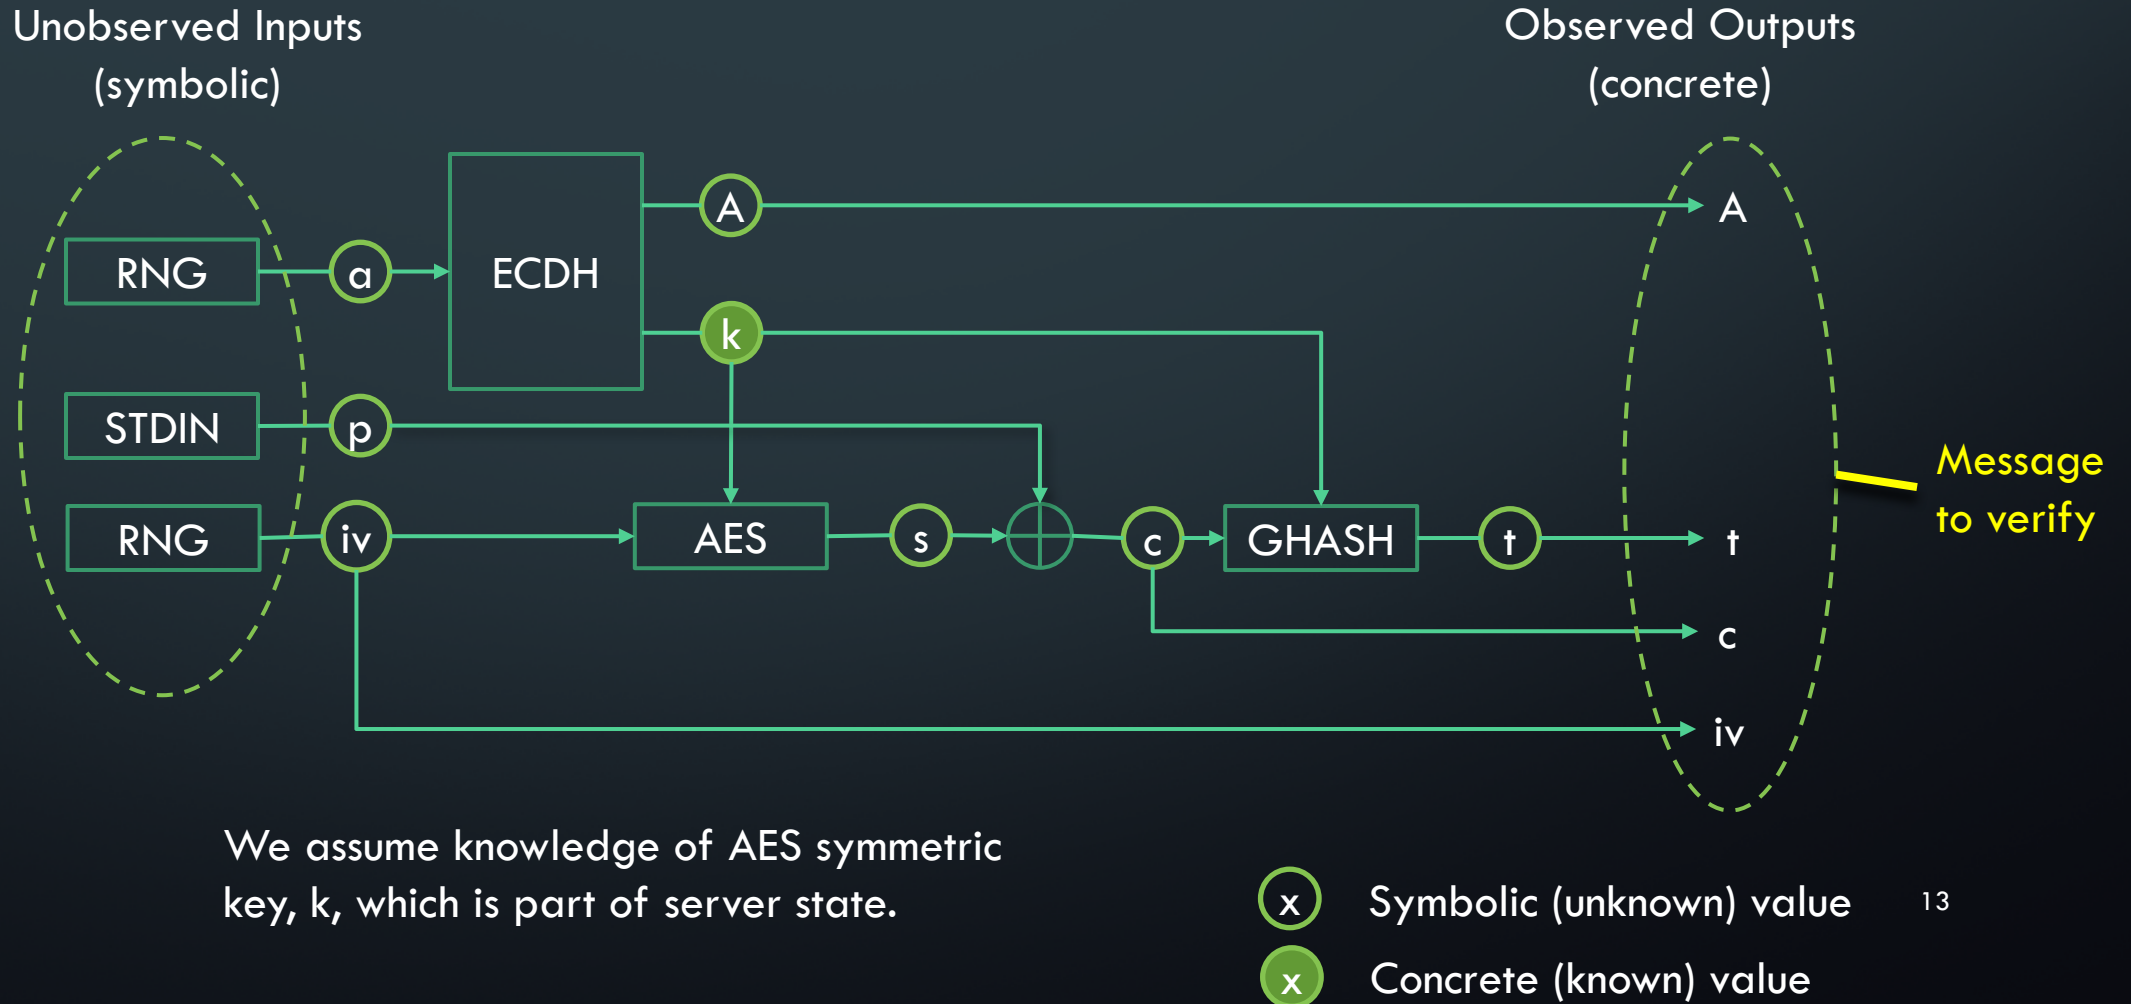 Unobserved Inputs
(symbolic)
Observed Outputs
(concrete)
RNG
a
ECDH
A
A
k
STDIN
p
RNG
iv
AES
s
c
GHASH
t
t
c
iv
Message
to verify
We assume knowledge of AES symmetric
key, k, which is part of server state.
x Symbolic (unknown) value
13
x Concrete (known) value